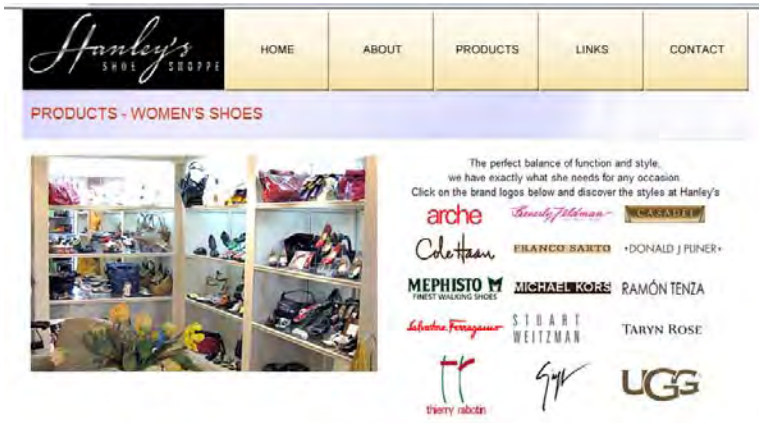 Hanley's
SHOE SHOPPE
HOME ABOUT PRODUCTS LINKS CONTACT
PRODUCTS - WOMEN'S SHOES
The perfect balance of function and style,
we have exactly what she needs for any occasion.
Click on the brand logos below and discover the styles at Hanley's
arche Beverly Feldman CASADEI
Cole Haan FRANCO SARTO •DONALD J PLINER•
MEPHISTO M MICHAEL KORS RAMÓN TENZA
FINEST WALKING SHOES
Salvatore Ferragamo STUART WEITZMAN TARYN ROSE
thierry rabotin UGG